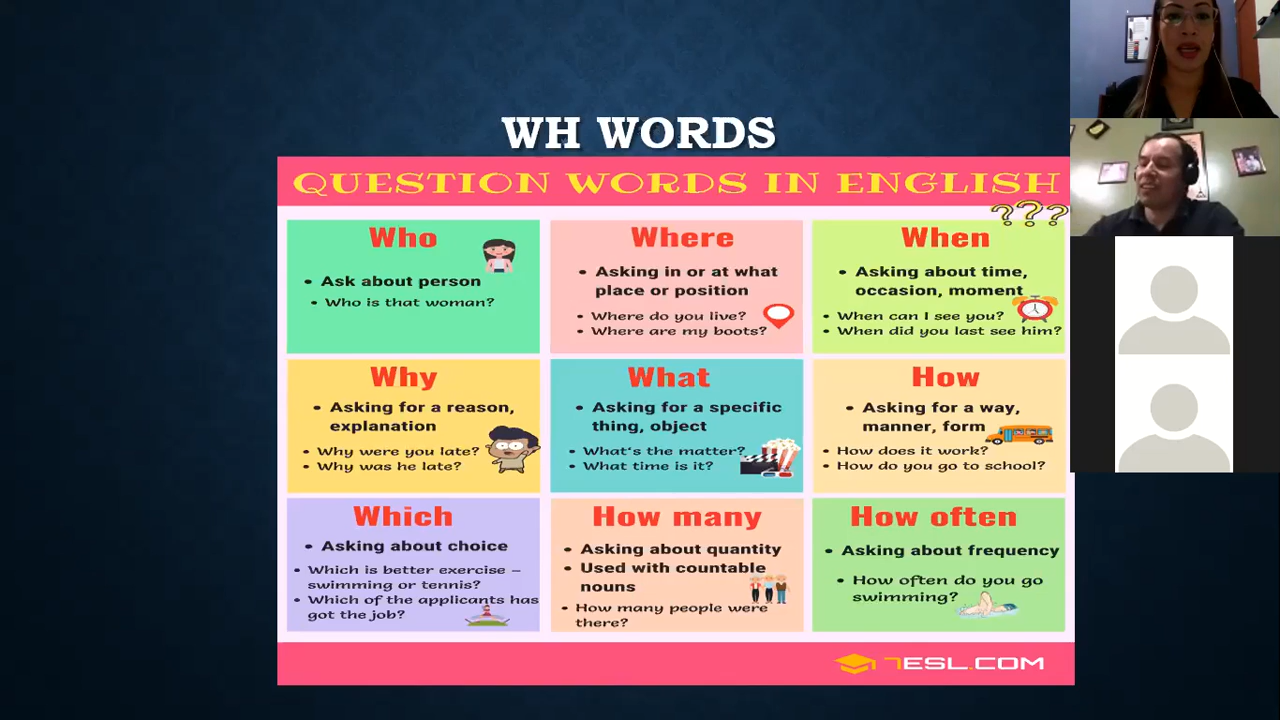 WH WORDS
QUESTION WORDS IN ENGLISH
???
Who
• Ask about person
• Who is that woman?
Where
• Asking in or at what
place or position
• Where do you live?
• Where are my boots?
When
• Asking about time,
occasion, moment
• When can I see you?
• When did you last see him?
Why
• Asking for a reason,
explanation
• Why were you late?
• Why was he late?
What
• Asking for a specific
thing, object
• What's the matter?
• What time is it?
How
• Asking for a way,
manner, form
• How does it work?
• How do you go to school?
Which
• Asking about choice
• Which is better exercise –
swimming or tennis?
• Which of the applicants has
got the job?
How many
• Asking about quantity
• Used with countable
nouns
• How many people were
there?
How often
• Asking about frequency
• How often do you go
swimming?
7ESL.COM